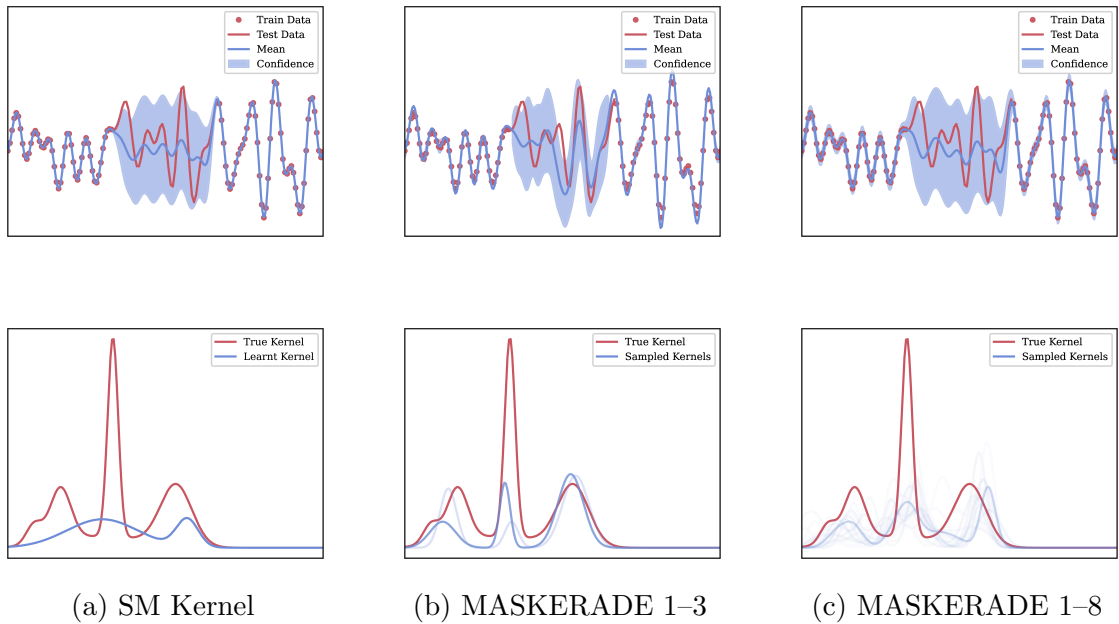 Train Data
Test Data
Mean
Confidence
Train Data
Test Data
Mean
Confidence
Train Data
Test Data
Mean
Confidence
True Kernel
Learnt Kernel
True Kernel
Sampled Kernels
True Kernel
Sampled Kernels
(a) SM Kernel
(b) MASKERADE 1–3
(c) MASKERADE 1–8